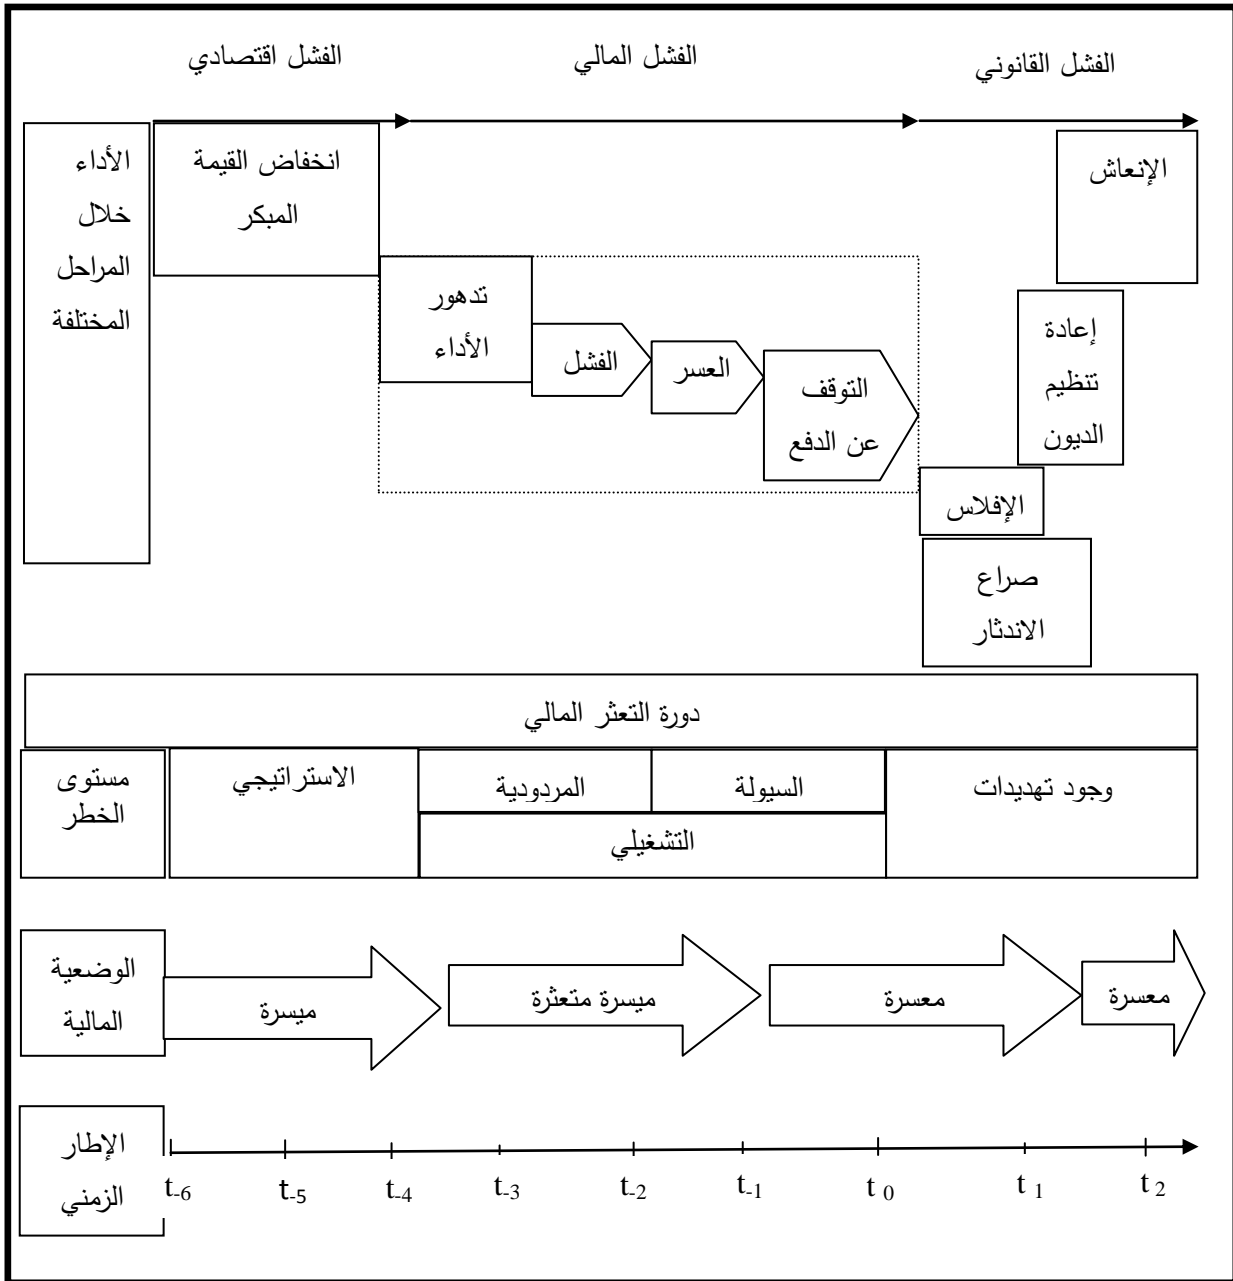 الفشل القانوني
الفشل المالي
الفشل اقتصادي
الأداء
خلال
المراحل
المختلفة
انخفاض القيمة
المبكر
تدهور
الأداء
الفشل
العسر
التوقف
عن الدفع
الإنعاش
إعادة
تنظيم
الديون
الإفلاس
صراع
الاندثار
دورة التعثر المالي
مستوى
الخطر
الاستراتيجي
المردودية
السيولة
التشغيلي
وجود تهديدات
الوضعية
المالية
ميسرة
ميسرة متعثرة
معسرة
معسرة
الإطار
الزمني
t-6
t-5
t-4
t-3
t-2
t-1
t 0
t 1
t 2